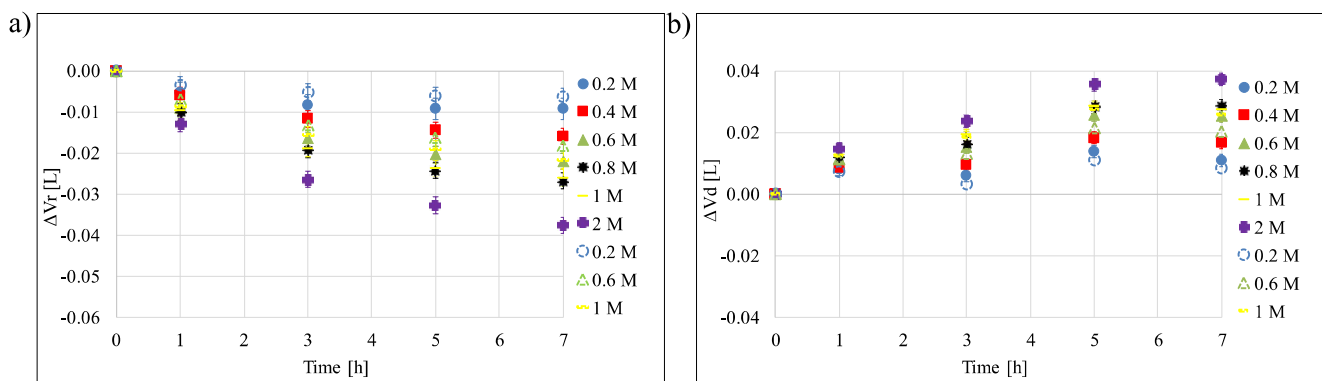 a)
0.00
-0.01
-0.02
-0.03
-0.04
-0.05
-0.06
ΔVr [L]
0 1 2 3 4 5 6 7
Time [h]
0.2 M
0.4 M
0.6 M
0.8 M
1 M
2 M
0.2 M
0.6 M
1 M
b)
0.04
0.02
0.00
-0.02
-0.04
ΔVd [L]
0 1 2 3 4 5 6 7
Time [h]
0.2 M
0.4 M
0.6 M
0.8 M
1 M
2 M
0.2 M
0.6 M
1 M